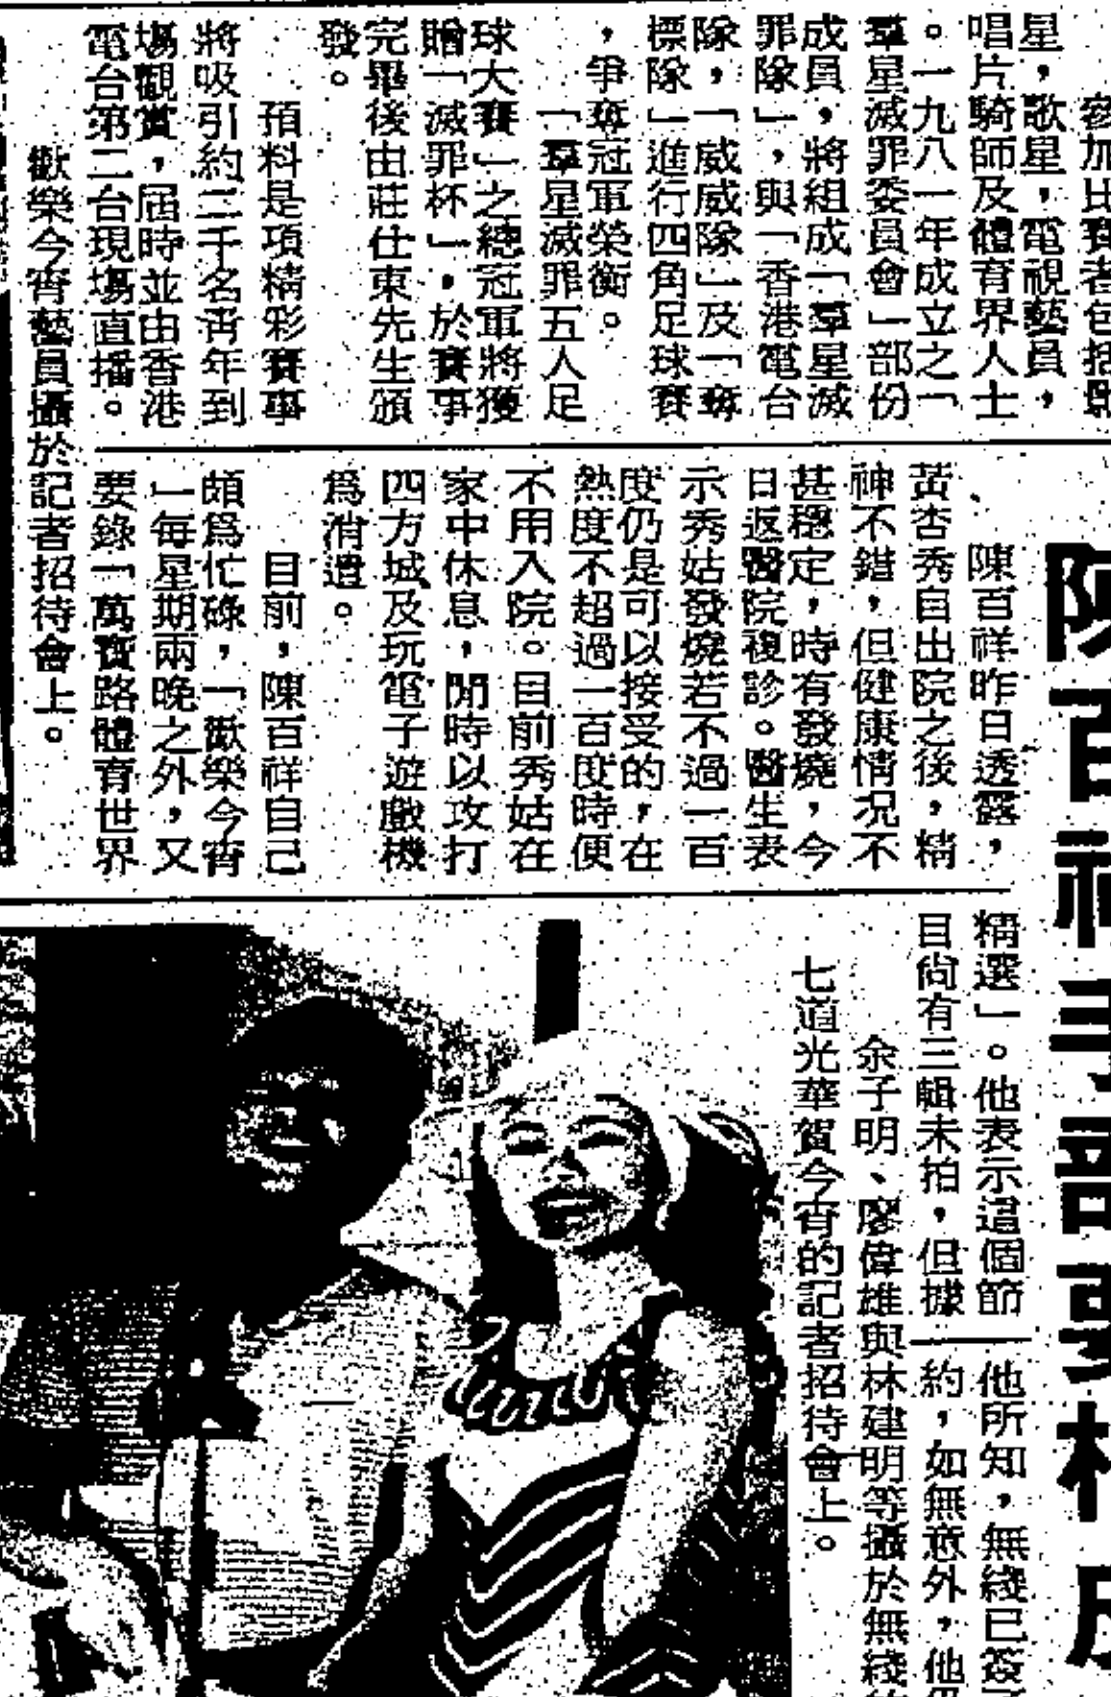 參加比賽者包括
星，歌星，電視藝員，
唱片騎師及體育界人士
。一九八一年成立之「
羣星滅罪委員會」部份
成員，將組成「羣星滅
罪隊」，與「香港電台
隊，「威威隊」及「奪
標隊」進行四角足球賽
，爭奪冠軍榮衡。
「羣星滅罪五人足
球大賽」之總冠軍將獲
贈「滅罪杯」，於賽事
完畢後由莊仕東先生頒
發。
預料是項精彩賽事
將吸引約二千名青年到
場觀賞，屆時並由香港
電台第二台現場直播。
歡樂今宵藝員攝於記者招待會上。
陳百祥
陳百祥昨日透露，
黃杏秀自出院之後，精
神不錯，但健康情況不
甚穩定，時有發燒，今
日返醫院複診。醫生表
示秀姑發燒若不過一百
度仍是可以接受的，在
熱度不超過一百度時便
不用入院。目前秀姑在
家中休息，閒時以攻打
四方城及玩電子遊戲機
爲消遣。
目前，陳百祥自己
頗爲忙碌，「歡樂今宵
」每星期兩晚之外，又
要錄「萬寶路體育世界
精選」。他表示這個節
目尙有三輯未拍，但據
他所知，無綫已簽
約，如無意外，他
余子明、廖偉雄與林建明等攝於無綫
七道光華賀今宵的記者招待會上。